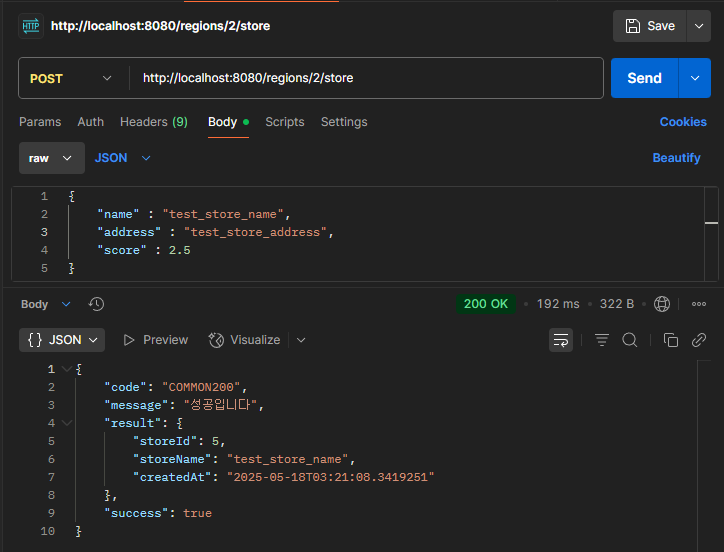 HTTP http://localhost:8080/regions/2/store Save
POST http://localhost:8080/regions/2/store Send
Params Auth Headers (9) Body Scripts Settings Cookies
raw JSON Beautify
1 {
2 "name" : "test_store_name",
3 "address" : "test_store_address",
4 "score" : 2.5
5 }
Body 200 OK 192 ms 322 B
{} JSON Preview Visualize
1 {
2 "code": "COMMON200",
3 "message": "성공입니다",
4 "result": {
5 "storeId": 5,
6 "storeName": "test_store_name",
7 "createdAt": "2025-05-18T03:21:08.3419251"
8 },
9 "success": true
10 }